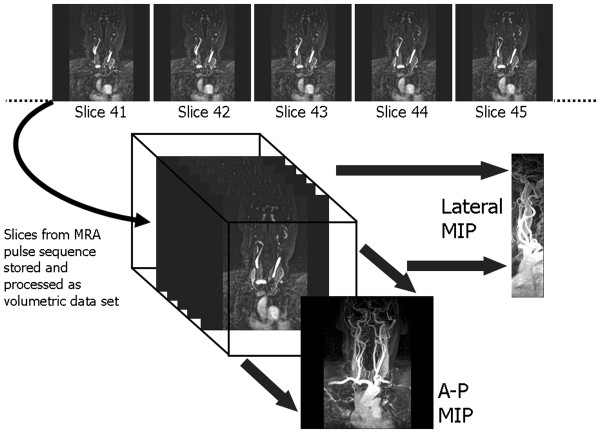 Slice 41
Slice 42
Slice 43
Slice 44
Slice 45
Slices from MRA
pulse sequence
stored and
processed as
volumetric data set
Lateral
MIP
A-P
MIP